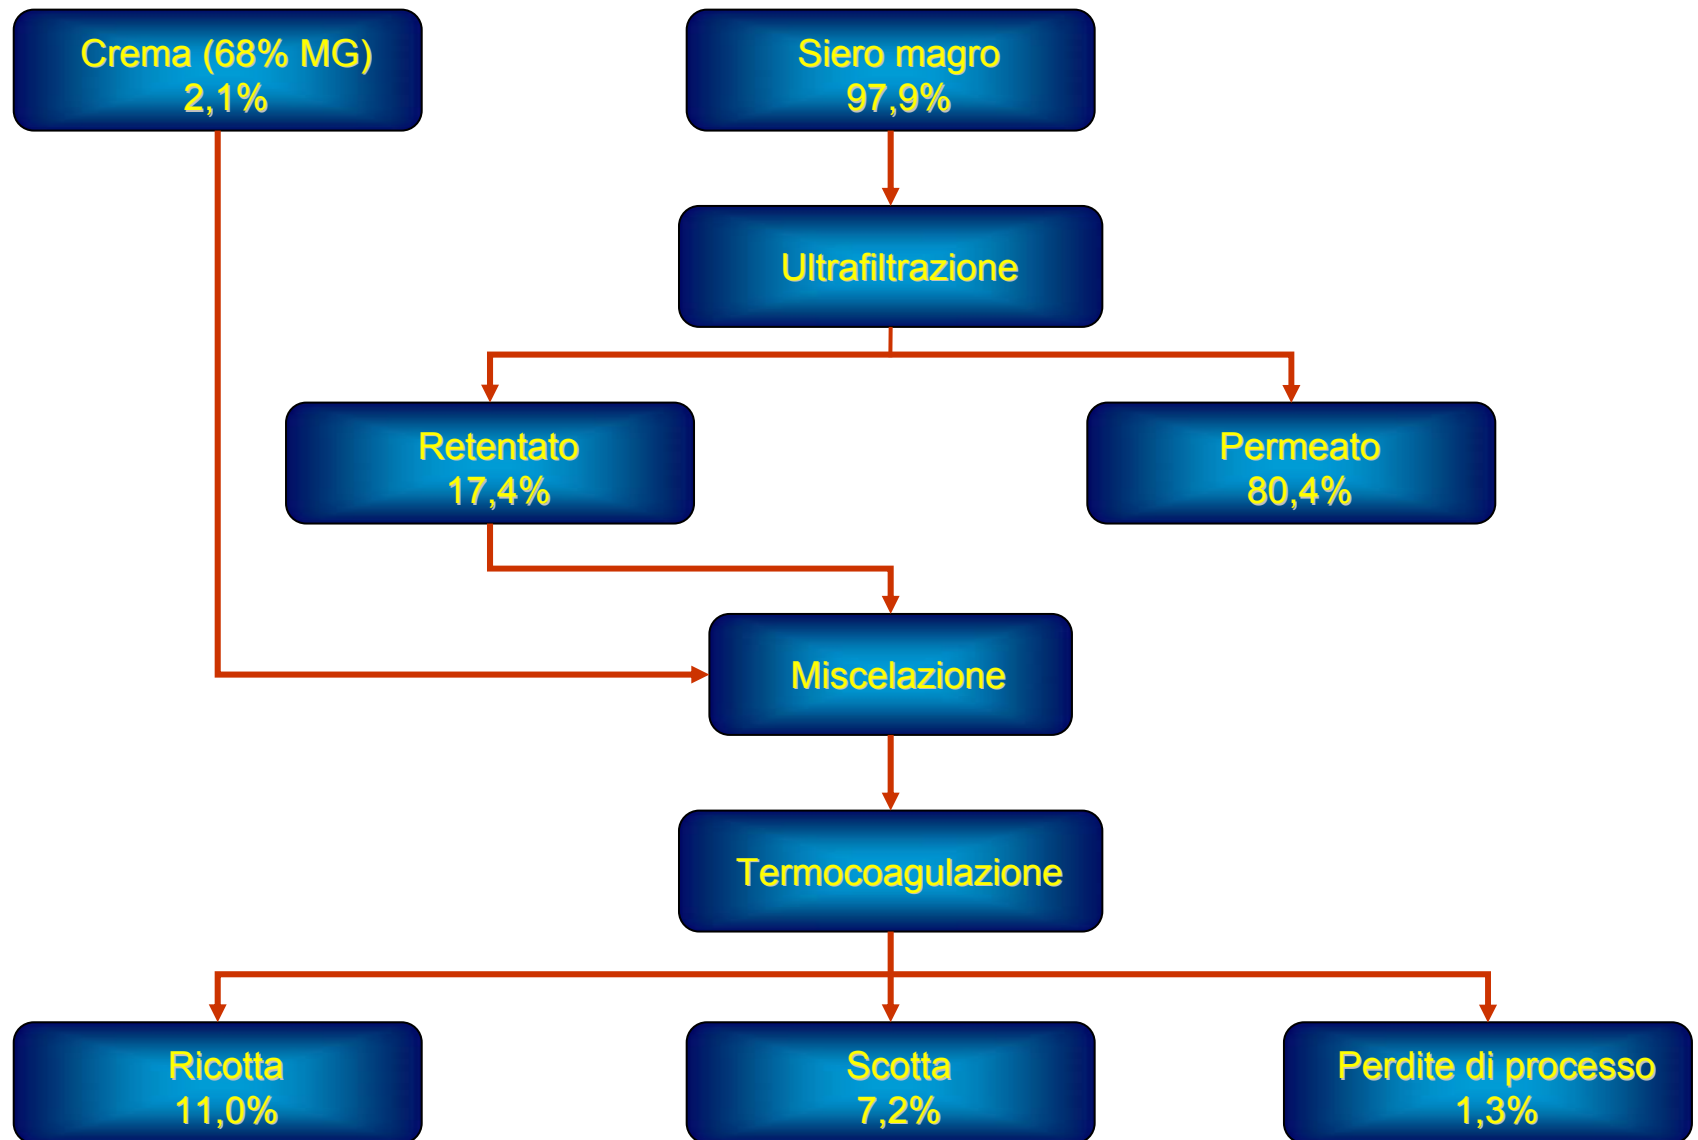 Crema (68% MG)
2,1%
Siero magro
97,9%
Ultrafiltrazione
Retentato
17,4%
Permeato
80,4%
Miscelazione
Termocoagulazione
Ricotta
11,0%
Scotta
7,2%
Perdite di processo
1,3%